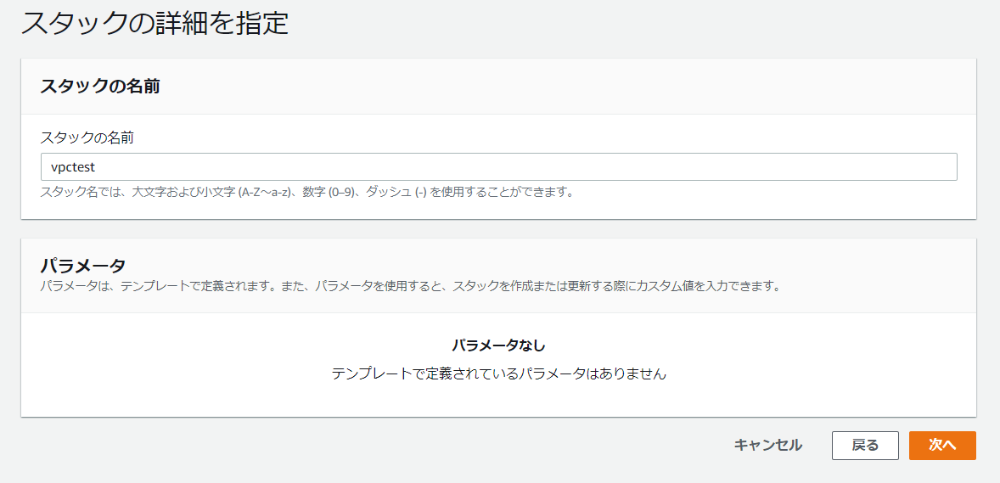 スタックの詳細を指定
スタックの名前
スタックの名前
vpctest
スタック名では、大文字および小文字 (A-Z～a-z)、数字 (0–9)、ダッシュ (-) を使用することができます。
パラメータ
パラメータは、テンプレートで定義されます。また、パラメータを使用すると、スタックを作成または更新する際にカスタム値を入力できます。
パラメータなし
テンプレートで定義されているパラメータはありません
キャンセル 戻る 次へ